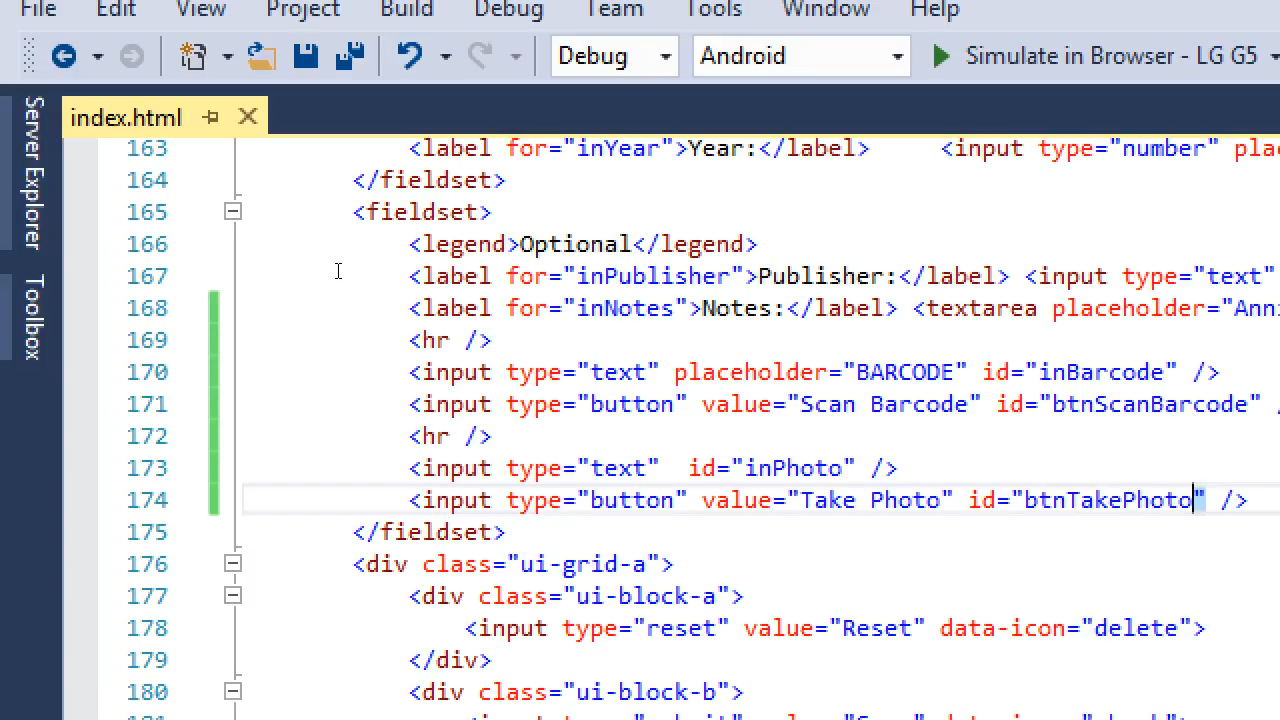 File Edit View Project Build Debug Team Tools Window Help
Debug Android Simulate in Browser - LG G5
Server Explorer
Toolbox
index.html
163 <label for="inYear">Year:</label> <input type="number"
164 </fieldset>
165 <fieldset>
166 <legend>Optional</legend>
167 <label for="inPublisher">Publisher:</label> <input type="text"
168 <label for="inNotes">Notes:</label> <textarea placeholder="Anni
169 <hr />
170 <input type="text" placeholder="BARCODE" id="inBarcode" />
171 <input type="button" value="Scan Barcode" id="btnScanBarcode" /
172 <hr />
173 <input type="text"  id="inPhoto" />
174 <input type="button" value="Take Photo" id="btnTakePhoto" />
175 </fieldset>
176 <div class="ui-grid-a">
177 <div class="ui-block-a">
178 <input type="reset" value="Reset" data-icon="delete">
179 </div>
180 <div class="ui-block-b">